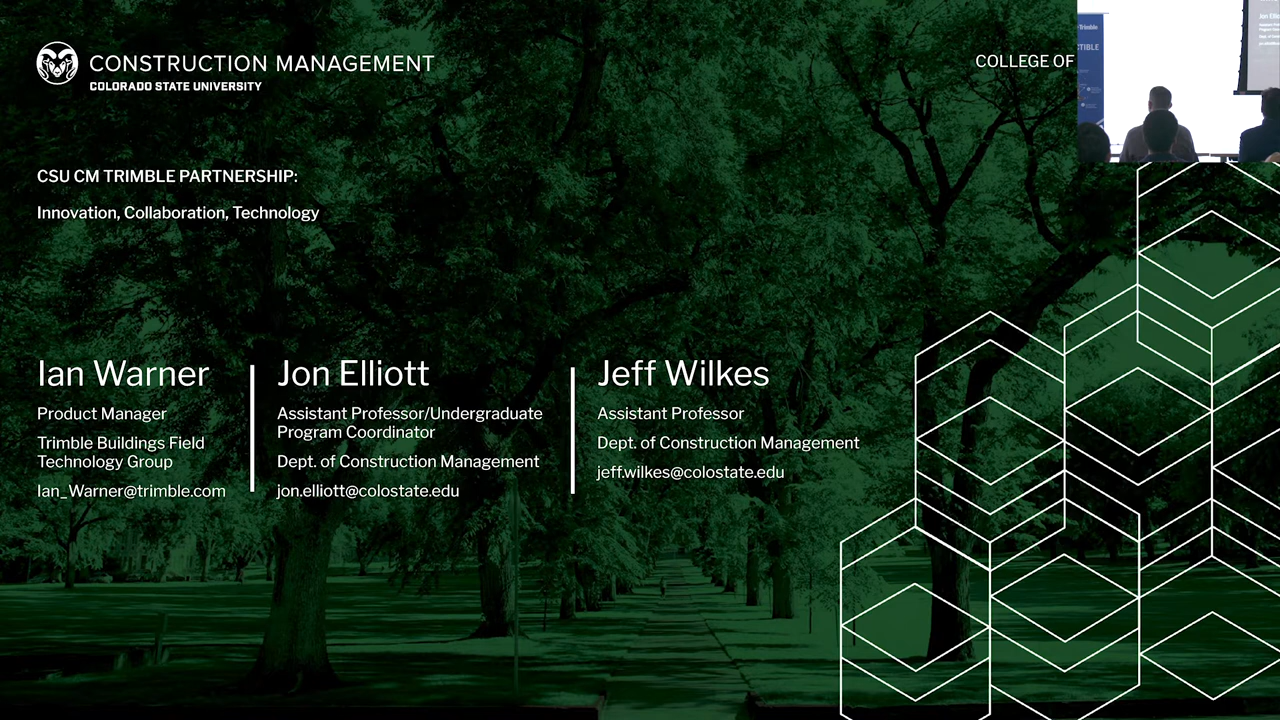 CONSTRUCTION MANAGEMENT
COLORADO STATE UNIVERSITY
COLLEGE OF
Trimble
CSU CM TRIMBLE PARTNERSHIP:
Innovation, Collaboration, Technology
Ian Warner
Product Manager
Trimble Buildings Field
Technology Group
Ian_Warner@trimble.com
Jon Elliott
Assistant Professor/Undergraduate
Program Coordinator
Dept. of Construction Management
jon.elliott@colostate.edu
Jeff Wilkes
Assistant Professor
Dept. of Construction Management
jeff.wilkes@colostate.edu